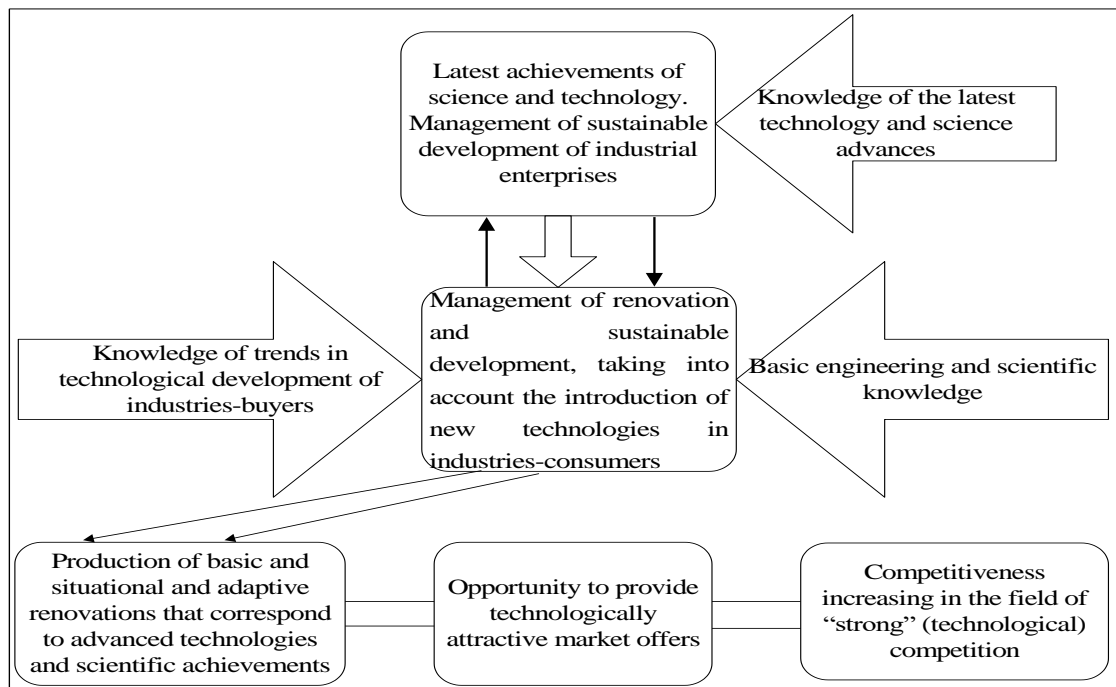 Latest achievements of
science and technology.
Management of sustainable
development of industrial
enterprises
Knowledge of the latest
technology and science
advances
Management of renovation
and sustainable
development, taking into
account the introduction of
new technologies in
industries-consumers
Knowledge of trends in
technological development of
industries-buyers
Basic engineering and scientific
knowledge
Production of basic and
situational and adaptive
renovations that correspond
to advanced technologies
and scientific achievements
Opportunity to provide
technologically
attractive market offers
Competitiveness
increasing in the field of
“strong” (technological)
competition